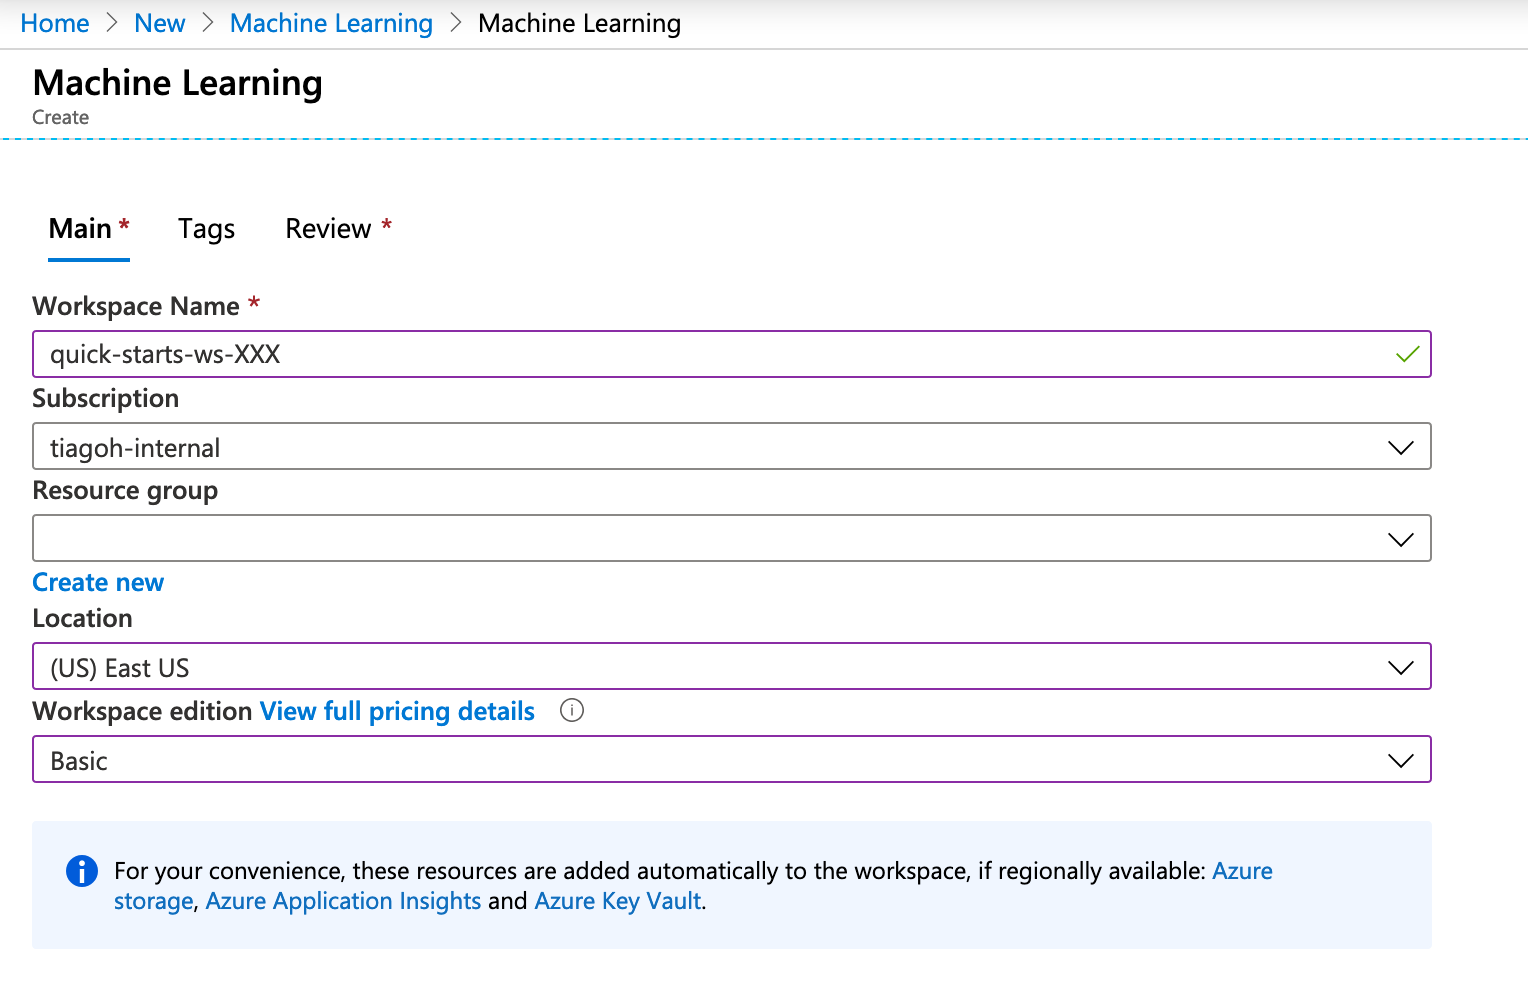 Home > New > Machine Learning > Machine Learning
Machine Learning
Create
Main * Tags Review *
Workspace Name *
quick-starts-ws-XXX
Subscription
tiagoh-internal
Resource group
Create new
Location
(US) East US
Workspace edition View full pricing details
Basic
For your convenience, these resources are added automatically to the workspace, if regionally available: Azure
storage, Azure Application Insights and Azure Key Vault.